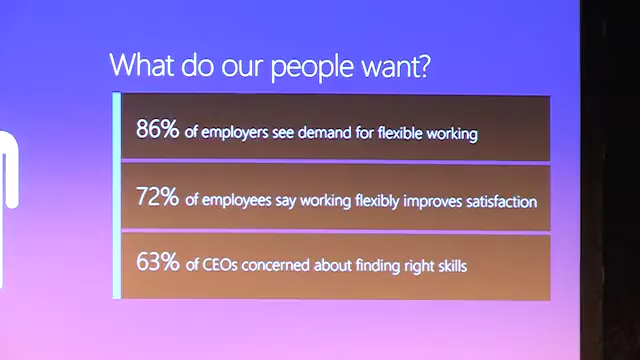 What do our people want?
86% of employers see demand for flexible working
72% of employees say working flexibly improves satisfaction
63% of CEOs concerned about finding right skills